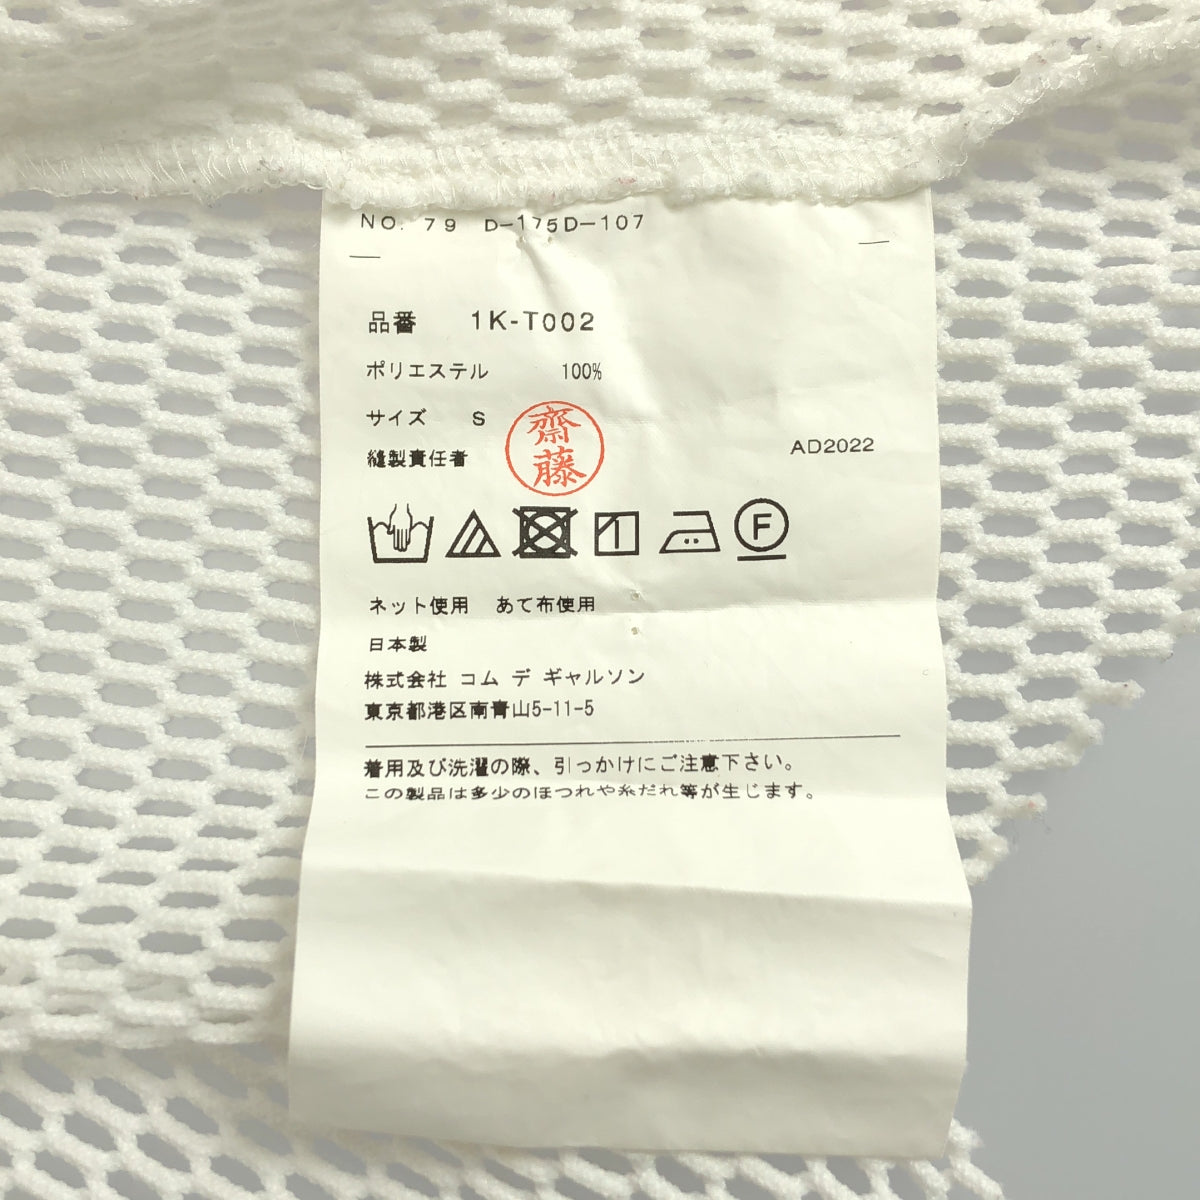 NO. 79 D-175D-107
品番 1K-T002
ポリエステル 100%
サイズ S
齋藤
縫製責任者
AD2022
F
ネット使用 あて布使用
日本製
株式会社 コム デ ギャルソン
東京都港区南青山5-11-5
着用及び洗濯の際、引っかけにご注意下さい。
この製品は多少のほつれや糸だれ等が生じます。